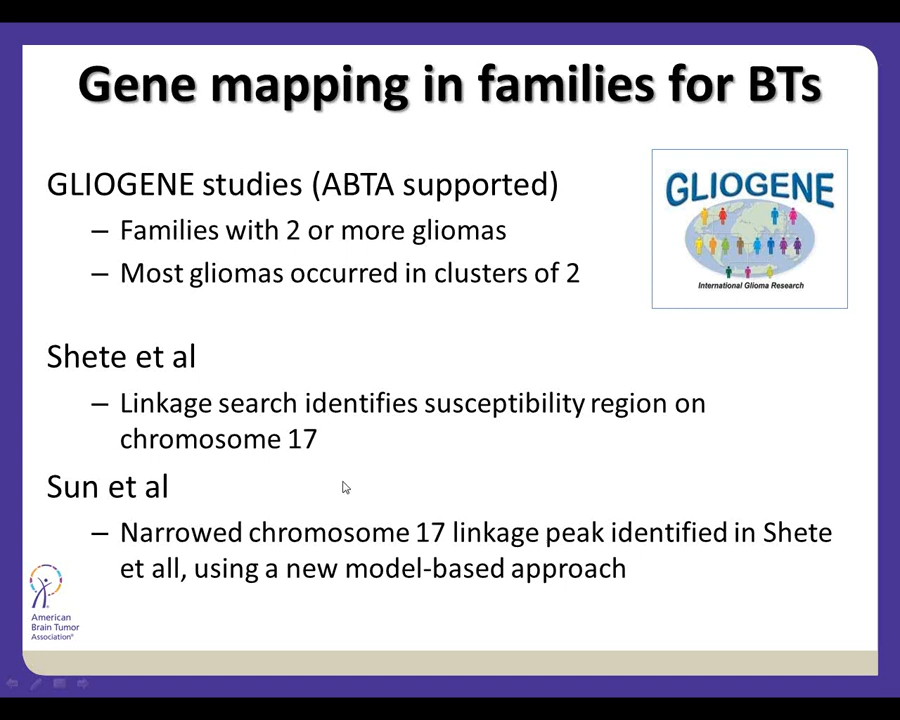 Gene mapping in families for BTs
GLIOGENE studies (ABTA supported)
– Families with 2 or more gliomas
– Most gliomas occurred in clusters of 2
GLIOGENE
International Glioma Research
Shete et al
– Linkage search identifies susceptibility region on
chromosome 17
Sun et al
– Narrowed chromosome 17 linkage peak identified in Shete
et all, using a new model-based approach
American
Brain Tumor
Association®